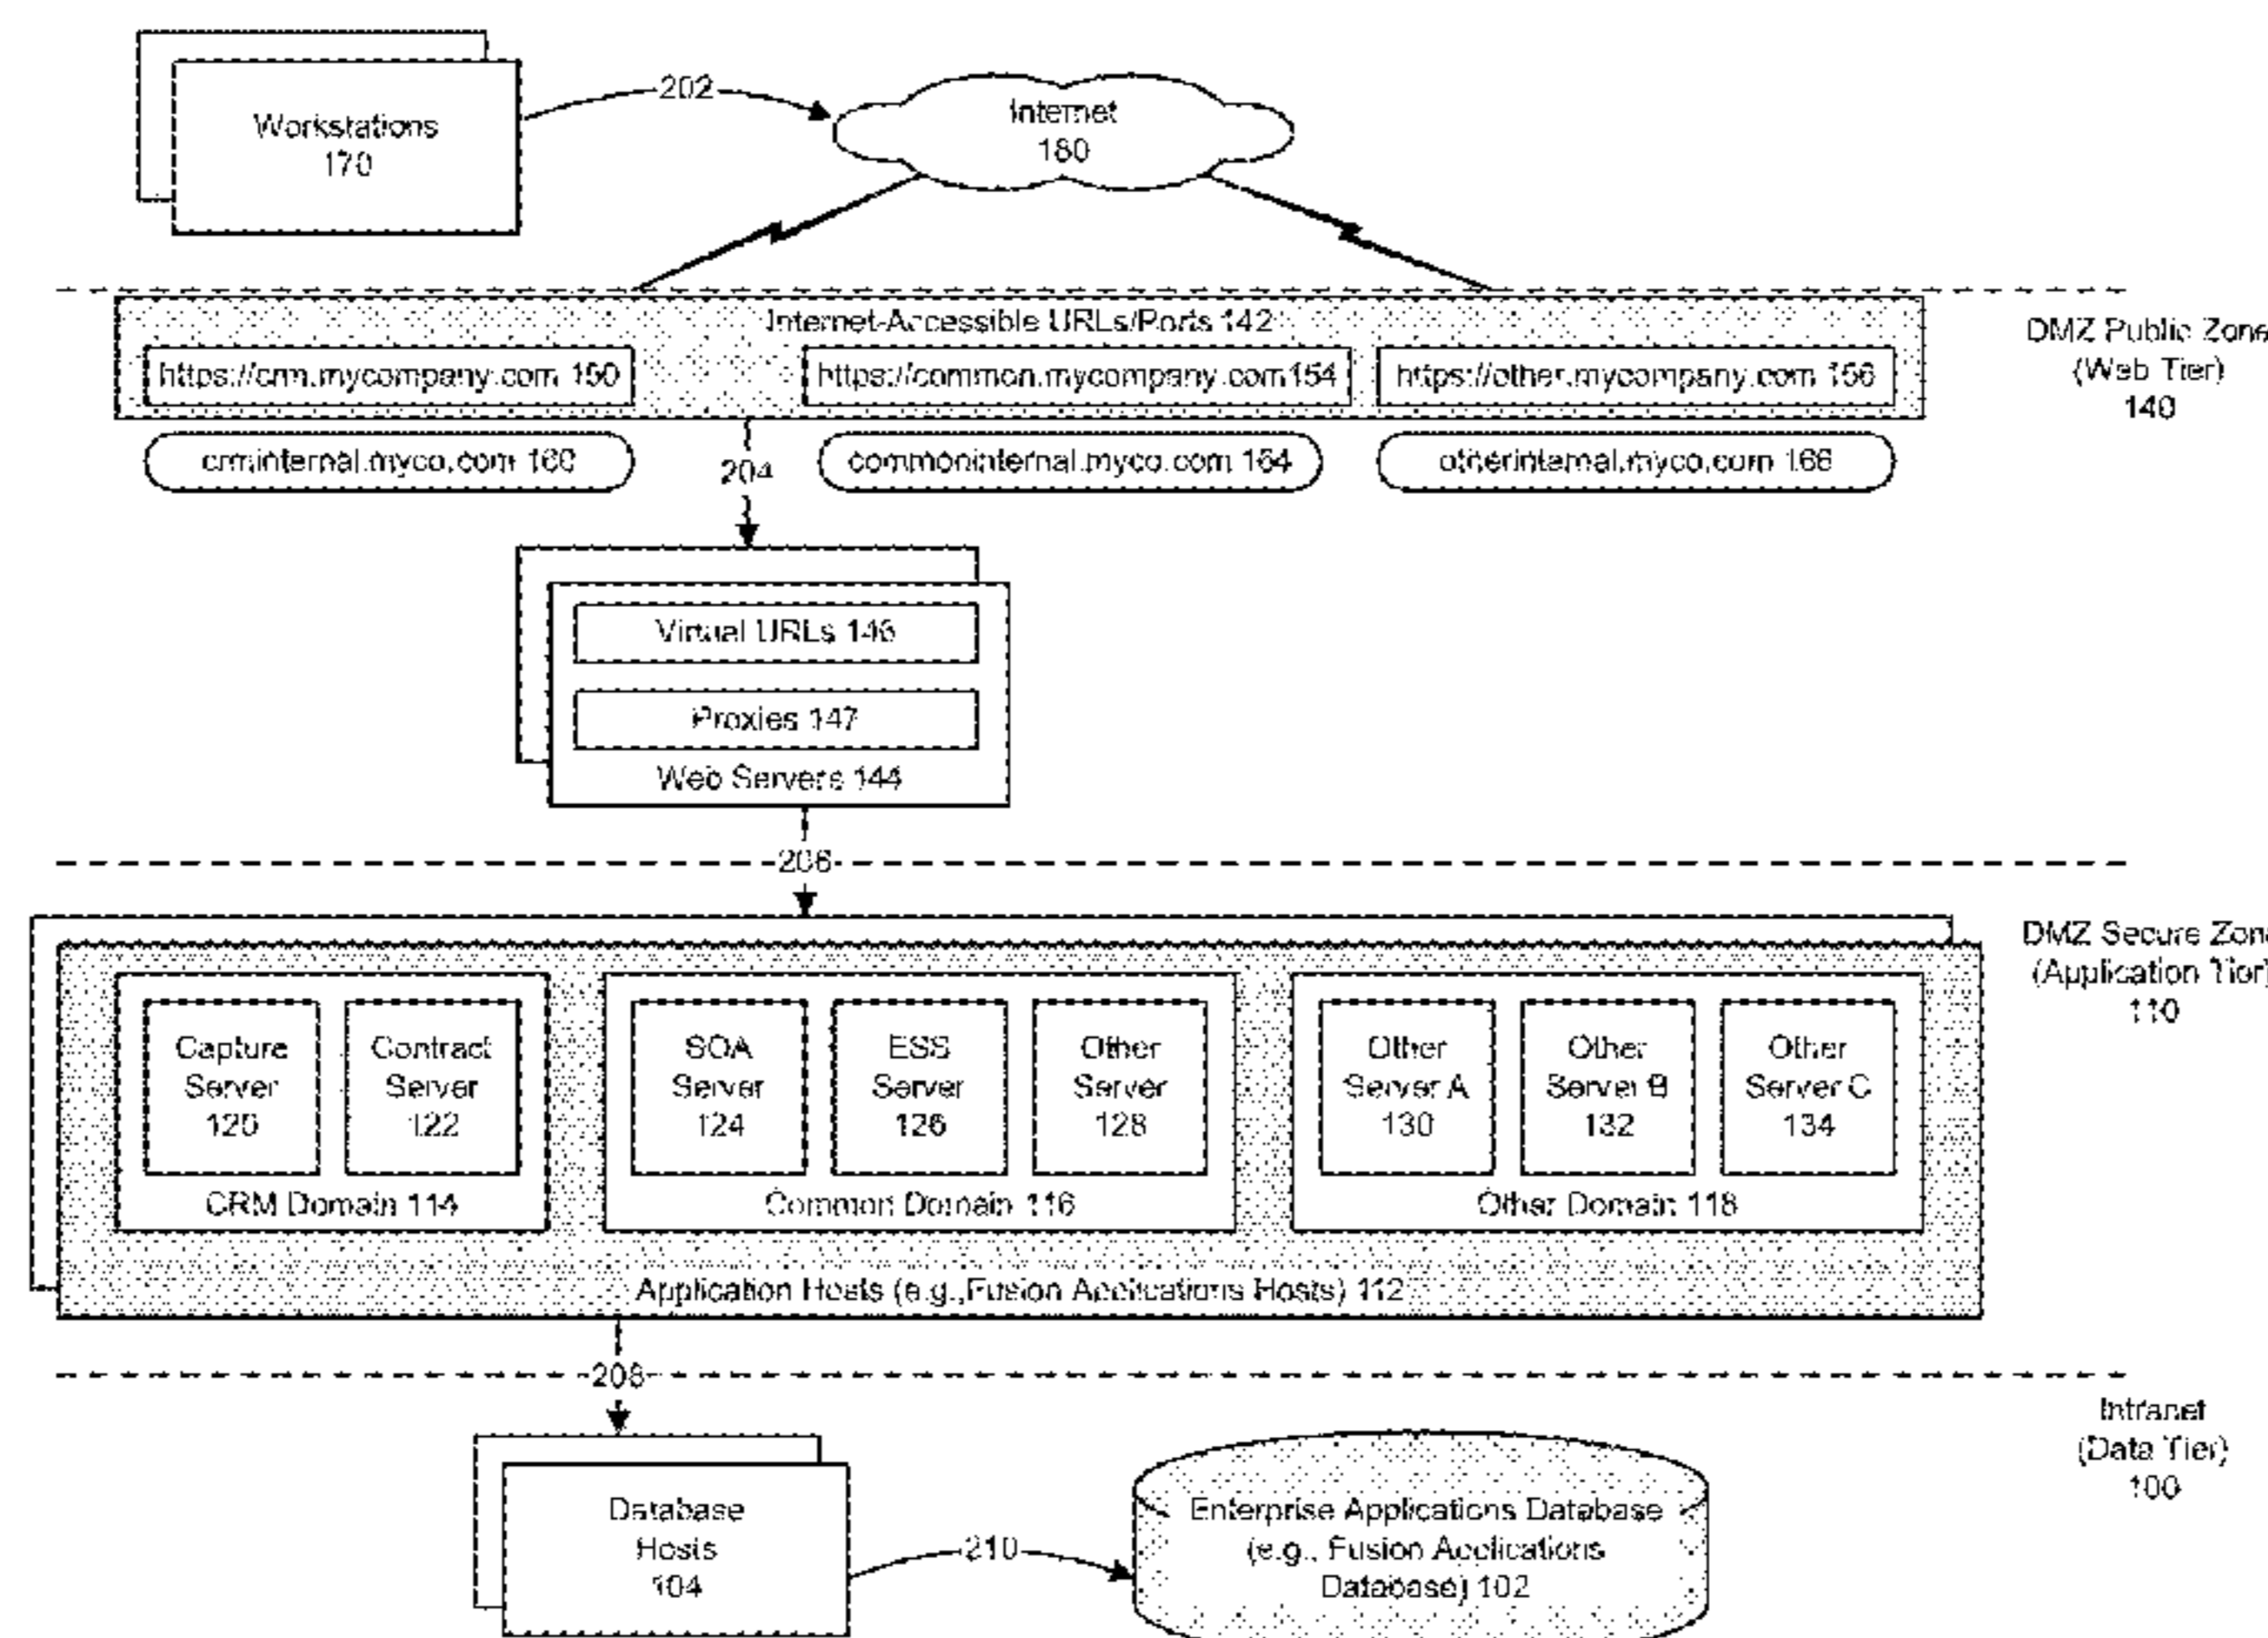 Workstations
170
202
Internet
180
Internet-Accessible URLs/Ports 142
https://crm.mycompany.com 150
https://common.mycompany.com154
https://other.mycompany.com 156
DMZ Public Zone
(Web Tier)
140
crminternal.myco.com 160
204
commoninternal.myco.com 164
otherinternal.myco.com 166
Virtual URLs 146
Proxies 147
Web Servers 144
206
DMZ Secure Zone
(Application Tier)
110
Capture
Server
120
Contract
Server
122
SOA
Server
124
ESS
Server
126
Other
Server
128
Other
Server A
130
Other
Server B
132
Other
Server C
134
CRM Domain 114
Common Domain 116
Other Domain 118
Application Hosts (e.g.,Fusion Applications Hosts) 112
208
Intranet
(Data Tier)
100
Database
Hosts
104
210
Enterprise Applications Database
(e.g., Fusion Applications
Database) 102